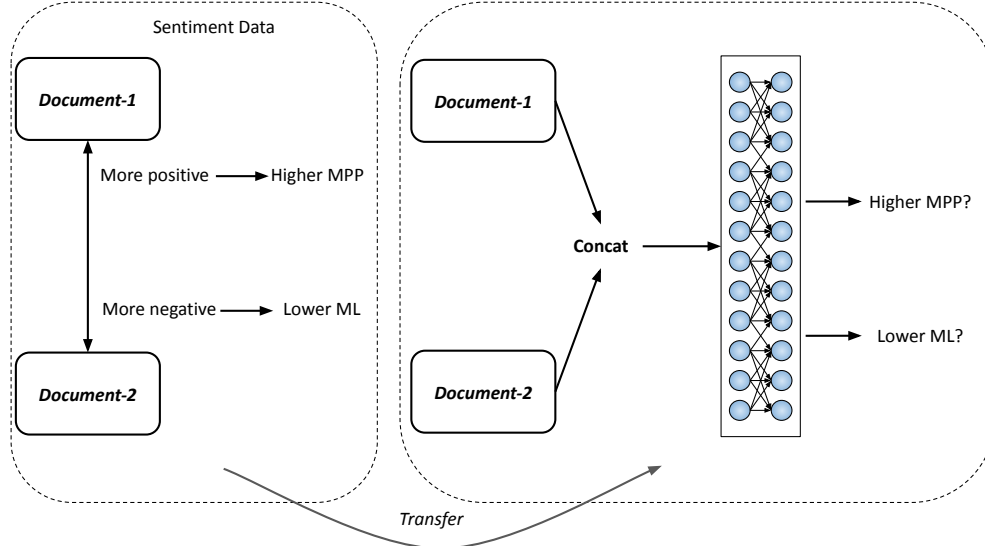 Sentiment Data
Document-1
More positive
Higher MPP
More negative
Lower ML
Document-2
Document-1
Concat
Document-2
Higher MPP?
Lower ML?
Transfer